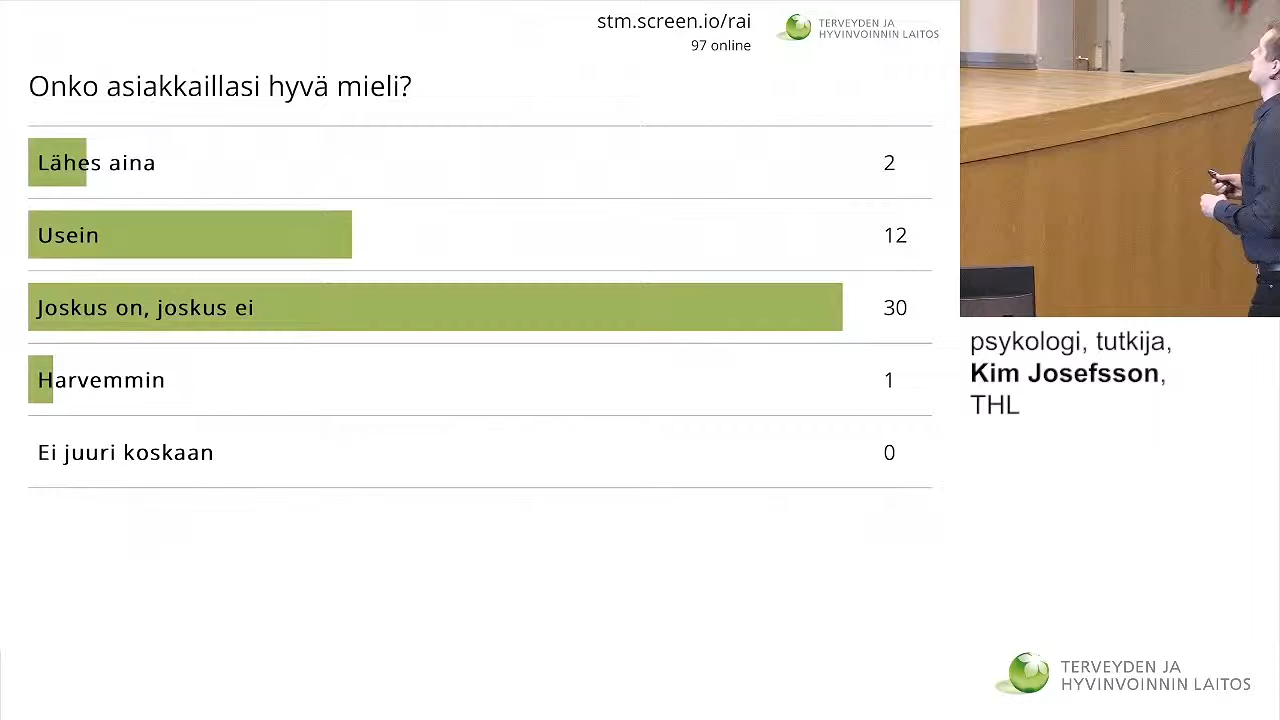 stm.screen.io/rai
97 online
TERVEYDEN JA
HYVINVOINNIN LAITOS
Onko asiakkaillasi hyvä mieli?
Lähes aina 2
Usein 12
Joskus on, joskus ei 30
Harvemmin 1
Ei juuri koskaan 0
psykologi, tutkija,
Kim Josefsson,
THL
TERVEYDEN JA
HYVINVOINNIN LAITOS